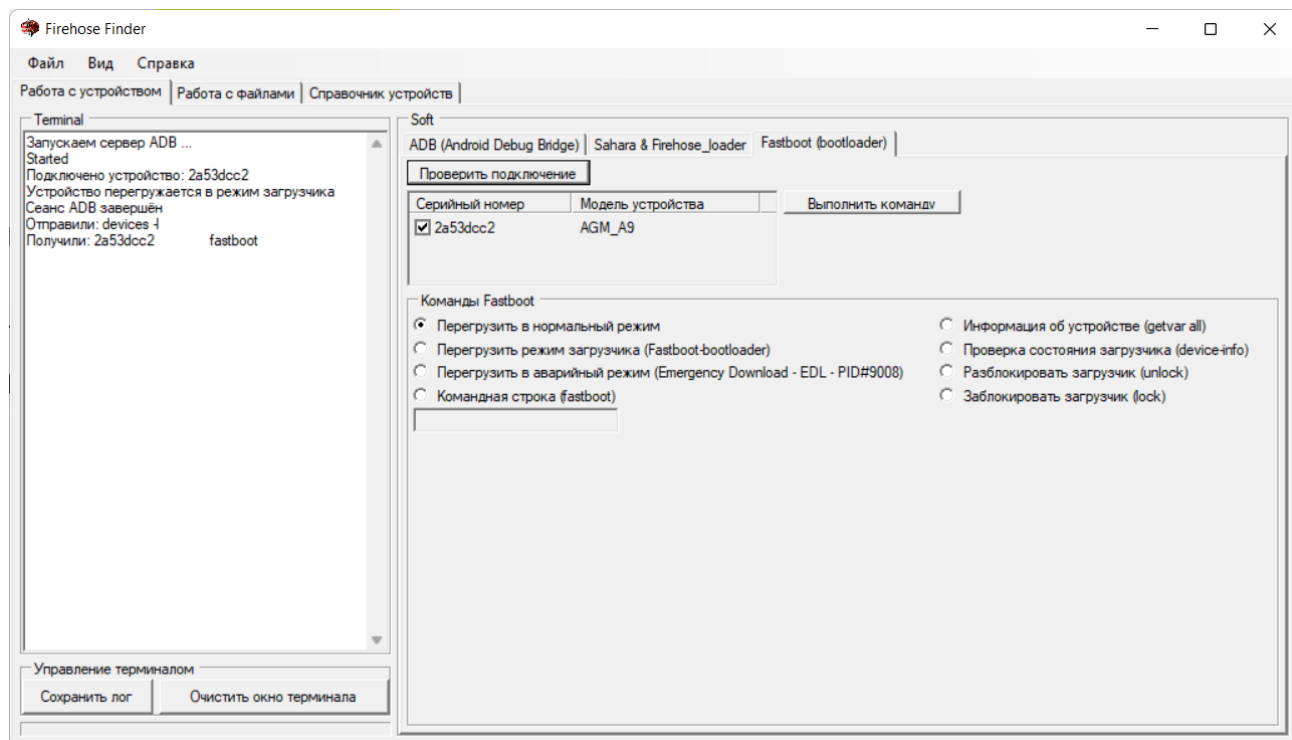 Firehose Finder
Файл Вид Справка
Работа с устройством Работа с файлами Справочник устройств
Terminal
Запускаем сервер ADB ...
Started
Подключено устройство: 2a53dcc2
Устройство перегружается в режим загрузчика
Сеанс ADB завершён
Отправили: devices -l
Получили: 2a53dcc2 fastboot
Управление терминалом
Сохранить лог Очистить окно терминала
Soft
ADB (Android Debug Bridge) Sahara & Firehose_loader Fastboot (bootloader)
Проверить подключение
Серийный номер Модель устройства
2a53dcc2 AGM_A9
Выполнить команду
Команды Fastboot
Перегрузить в нормальный режим
Перегрузить режим загрузчика (Fastboot-bootloader)
Перегрузить в аварийный режим (Emergency Download - EDL - PID#9008)
Командная строка (fastboot)
Информация об устройстве (getvar all)
Проверка состояния загрузчика (device-info)
Разблокировать загрузчик (unlock)
Заблокировать загрузчик (lock)